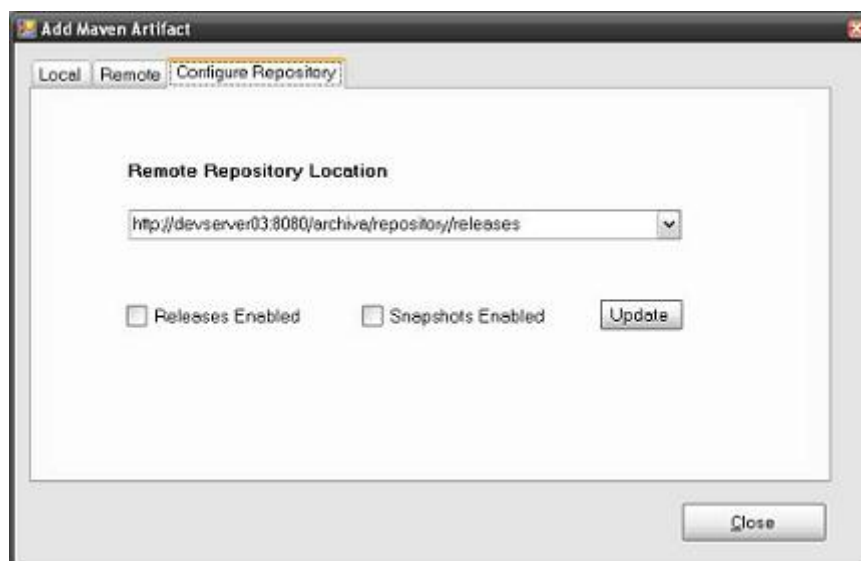 Add Maven Artifact
Local Remote Configure Repository
Remote Repository Location
http://devserver03:8080/archiva/repository/releases
Releases Enabled Snapshots Enabled Update
Close